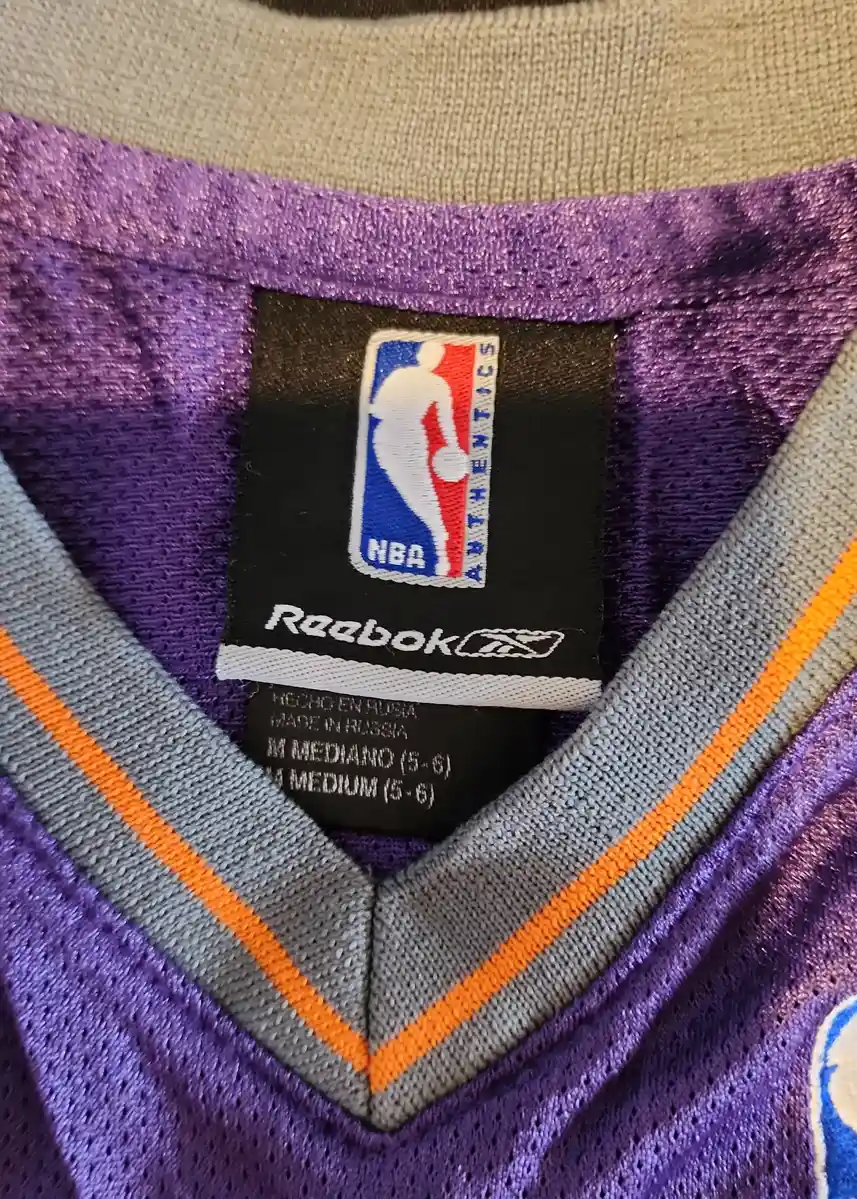 NBA
AUTHENTICS
Reebok
HECHO EN RUSIA
MADE IN RUSSIA
M MEDIANO (5-6)
M MEDIUM (5-6)